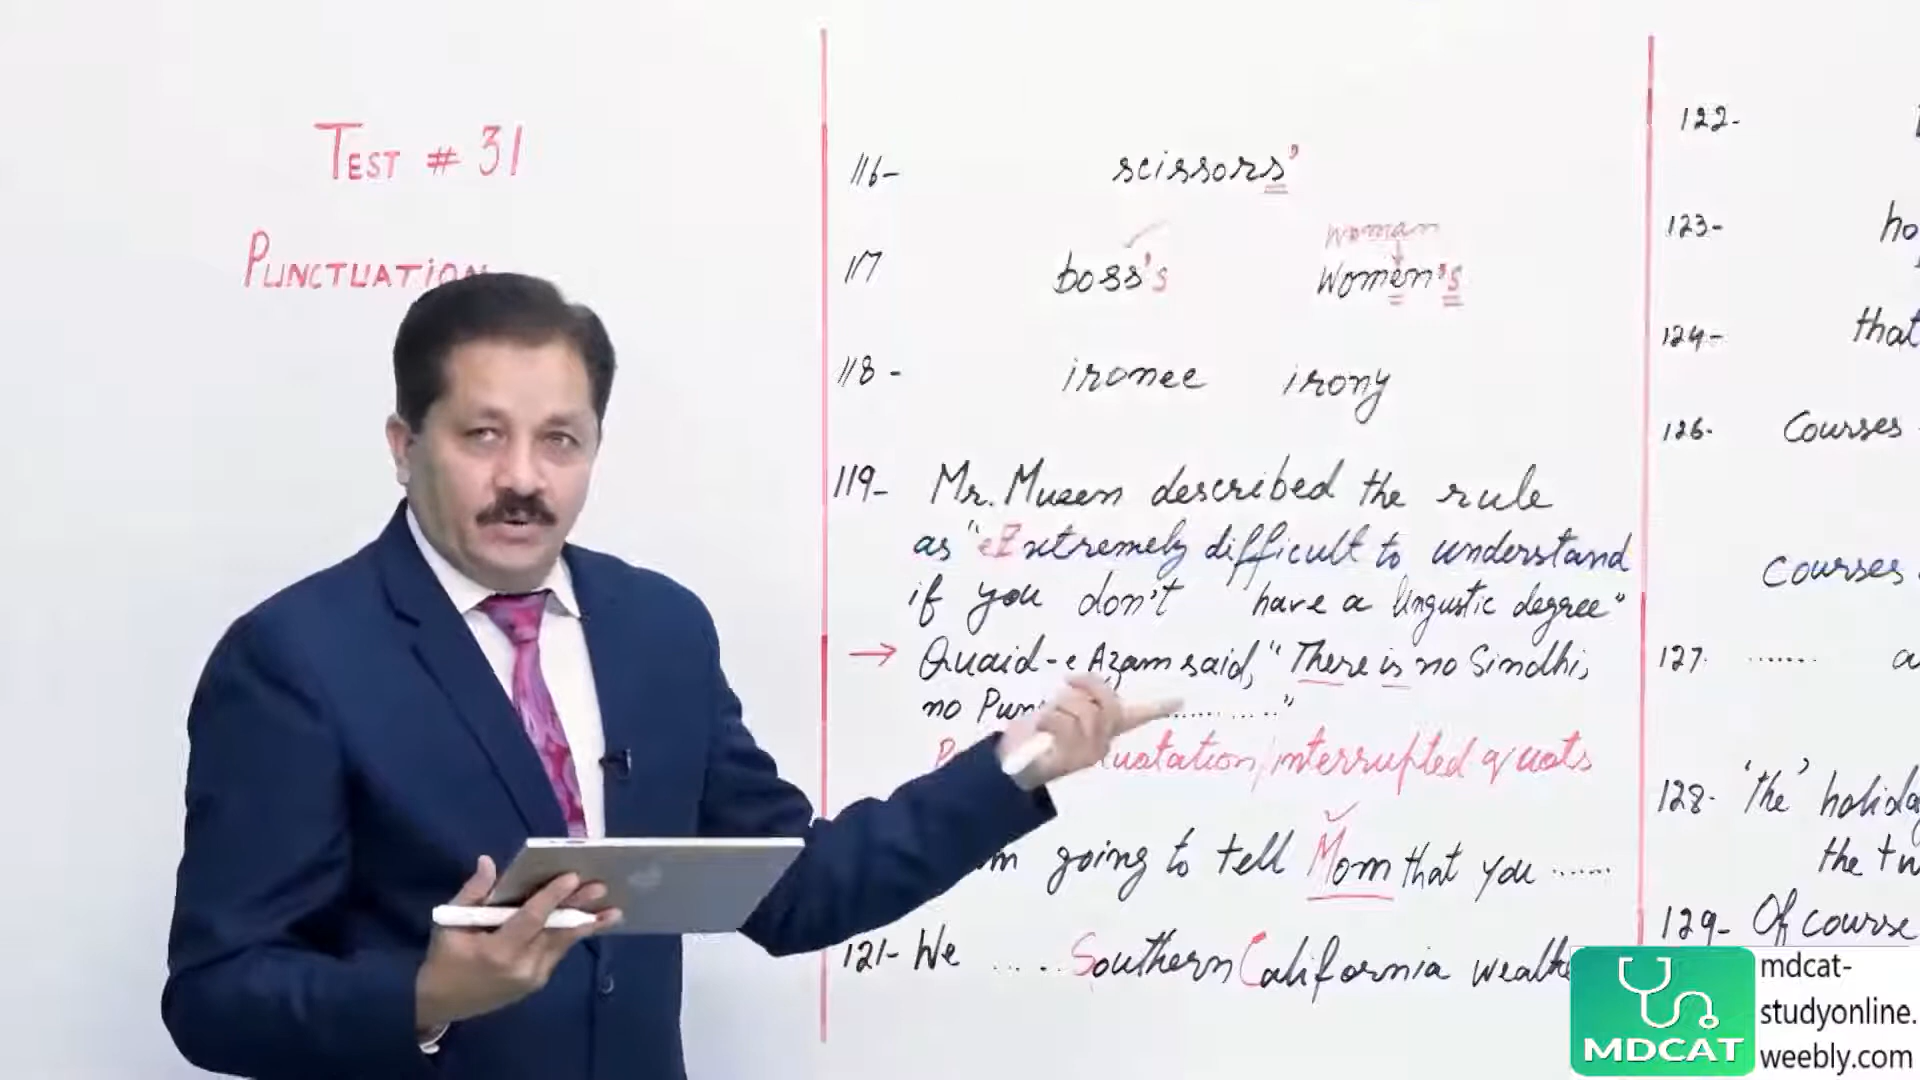 TEST # 31
PUNCTUATION
116- scissors'
117 boss's women's
woman
118 - ironee irony
119- Mr. Mueen described the rule
as "eExtremely difficult to understand
if you don't have a lingustic degree"
→ Quaid-e Azam said, "There is no Sindhi,
no Pun ............"
interrupted quots
going to tell Mom that you ......
121- We ..... Southern California
122-
123- ho
124- that
126- Courses
Courses
127. ......
128- 'the'
the tw
129- Of course
MDCAT
mdcat-
studyonline.
weebly.com